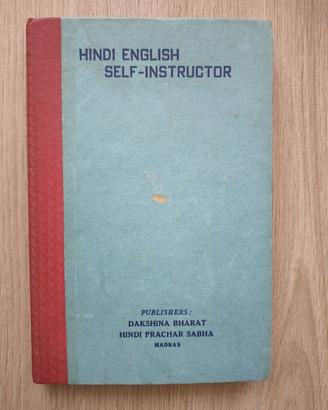 HINDI ENGLISH
SELF-INSTRUCTOR
PUBLISHERS:
DAKSHINA BHARAT
HINDI PRACHAR SABHA
MADRAS